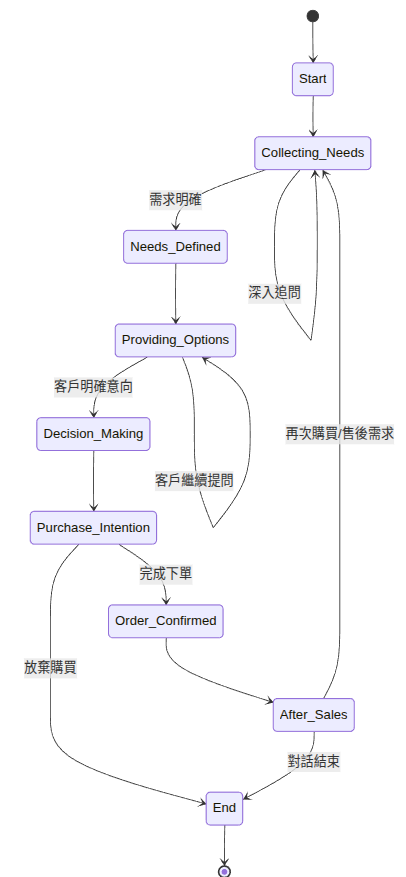 Start
Collecting_Needs
需求明確
Needs_Defined
深入追問
Providing_Options
客戶明確意向
Decision_Making
再次購買/售後需求
客戶繼續提問
Purchase_Intention
完成下單
Order_Confirmed
放棄購買
After_Sales
對話結束
End